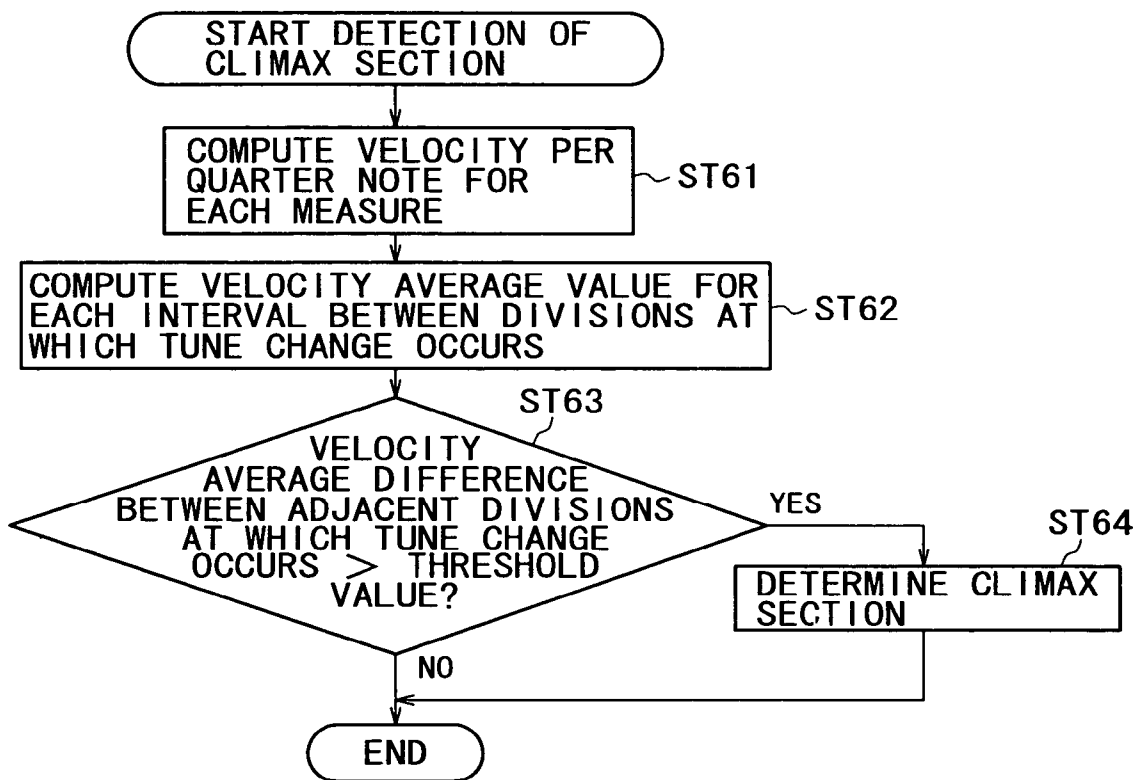 START DETECTION OF
CLIMAX SECTION
COMPUTE VELOCITY PER
QUARTER NOTE FOR
EACH MEASURE
ST61
COMPUTE VELOCITY AVERAGE VALUE FOR
EACH INTERVAL BETWEEN DIVISIONS AT
WHICH TUNE CHANGE OCCURS
ST62
ST63
VELOCITY
AVERAGE DIFFERENCE
BETWEEN ADJACENT DIVISIONS
AT WHICH TUNE CHANGE
OCCURS > THRESHOLD
VALUE?
YES
ST64
DETERMINE CLIMAX
SECTION
NO
END